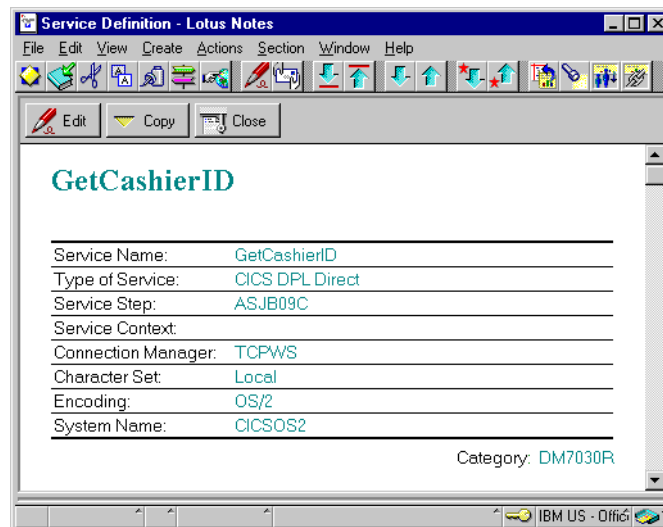 Service Definition - Lotus Notes
File Edit View Create Actions Section Window Help
Edit Copy Close
GetCashierID
Service Name: GetCashierID
Type of Service: CICS DPL Direct
Service Step: ASJB09C
Service Context:
Connection Manager: TCPWS
Character Set: Local
Encoding: OS/2
System Name: CICSOS2
Category: DM7030R
IBM US - Offic